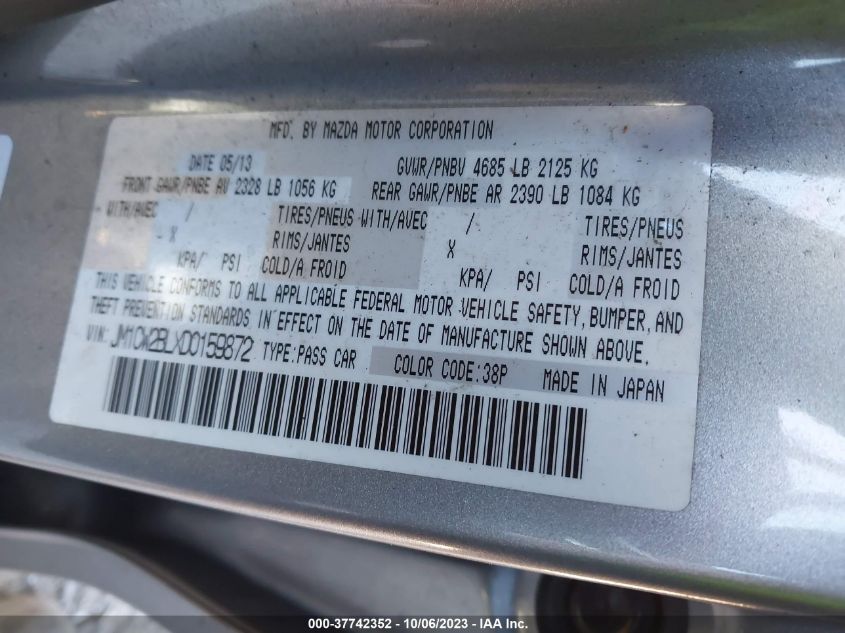 MFD. BY MAZDA MOTOR CORPORATION
DATE 05/13 GVWR/PNBV 4685 LB 2125 KG
FRONT GAWR/PNBE AV 2328 LB 1056 KG REAR GAWR/PNBE AR 2390 LB 1084 KG
WITH/AVEC / TIRES/PNEUS WITH/AVEC / TIRES/PNEUS
X RIMS/JANTES X RIMS/JANTES
KPA/ PSI COLD/A FROID KPA/ PSI COLD/A FROID
THIS VEHICLE CONFORMS TO ALL APPLICABLE FEDERAL MOTOR VEHICLE SAFETY, BUMPER, AND
THEFT PREVENTION STANDARDS IN EFFECT ON THE DATE OF MANUFACTURE SHOWN ABOVE.
VIN: JM1CW2BLXD0159872 TYPE:PASS CAR COLOR CODE:38P MADE IN JAPAN
000-37742352 | 10/06/2023 | IAA Inc.